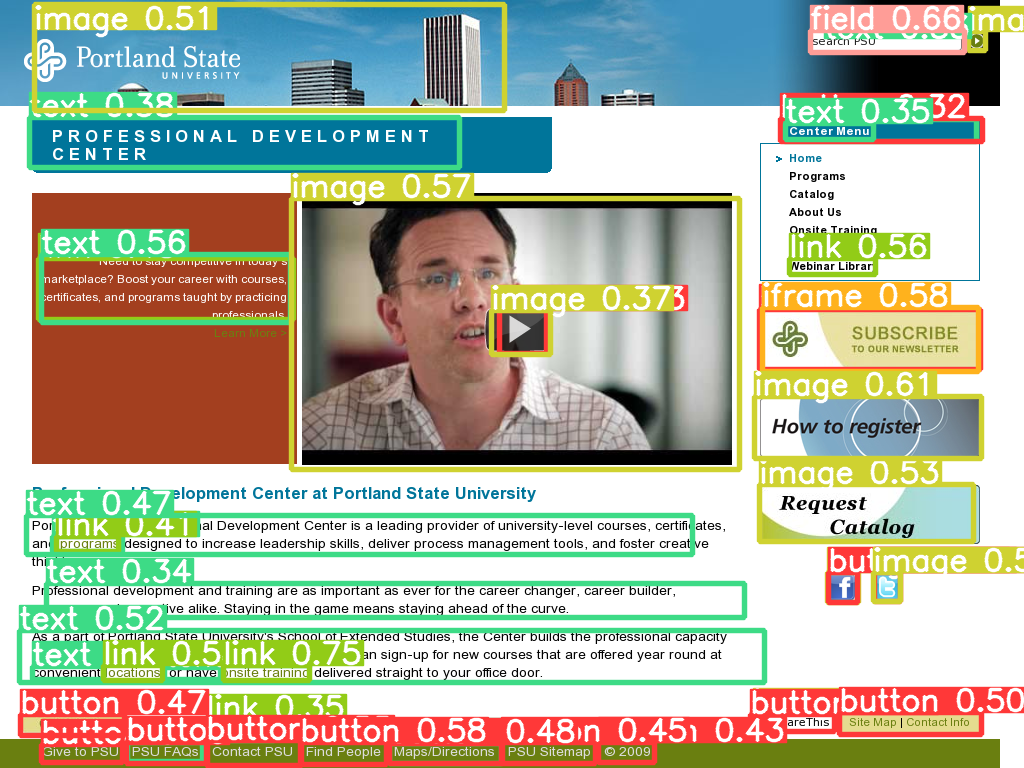 image 0.51
field 0.66
ima
Portland State
UNIVERSITY
search PSU
text 0.38
32
text 0.35
PROFESSIONAL DEVELOPMENT
CENTER
Center Menu
Home
Programs
Catalog
About Us
Onsite Training
link 0.56
Webinar Library
image 0.57
text 0.56
Need to stay competitive in today's
marketplace? Boost your career with courses,
certificates, and programs taught by practicing
professionals.
Learn More >
image 0.37
iframe 0.58
SUBSCRIBE
TO OUR NEWSLETTER
image 0.61
How to register
image 0.53
Request
Catalog
Development Center at Portland State University
text 0.47
link 0.41
Development Center is a leading provider of university-level courses, certificates,
and programs designed to increase leadership skills, deliver process management tools, and foster creative
text 0.34
Professional development and training are as important as ever for the career changer, career builder,
alike. Staying in the game means staying ahead of the curve.
but
image 0.5
f
t
text 0.52
As a part of Portland State University's School of Extended Studies, the Center builds the professional capacity
text
link 0.5
link 0.75
an sign-up for new courses that are offered year round at
convenient locations or have onsite training delivered straight to your office door.
button 0.47
link 0.35
button
button 0.50
areThis
Site Map | Contact Info
butto
butto
button
button 0.58
0.48
0.45
0.43
Give to PSU
PSU FAQs
Contact PSU
Find People
Maps/Directions
PSU Sitemap
© 2009